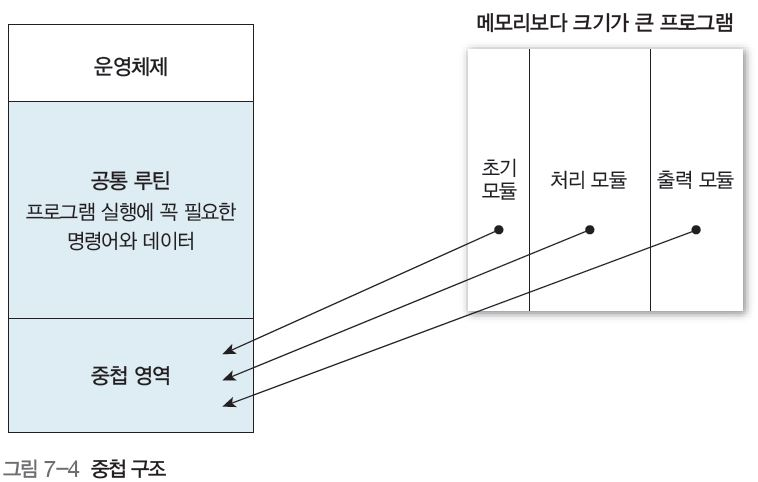 메모리보다 크기가 큰 프로그램
운영체제
공통 루틴
프로그램 실행에 꼭 필요한
명령어와 데이터
중첩 영역
초기
모듈
처리 모듈
출력 모듈
그림 7-4 중첩 구조